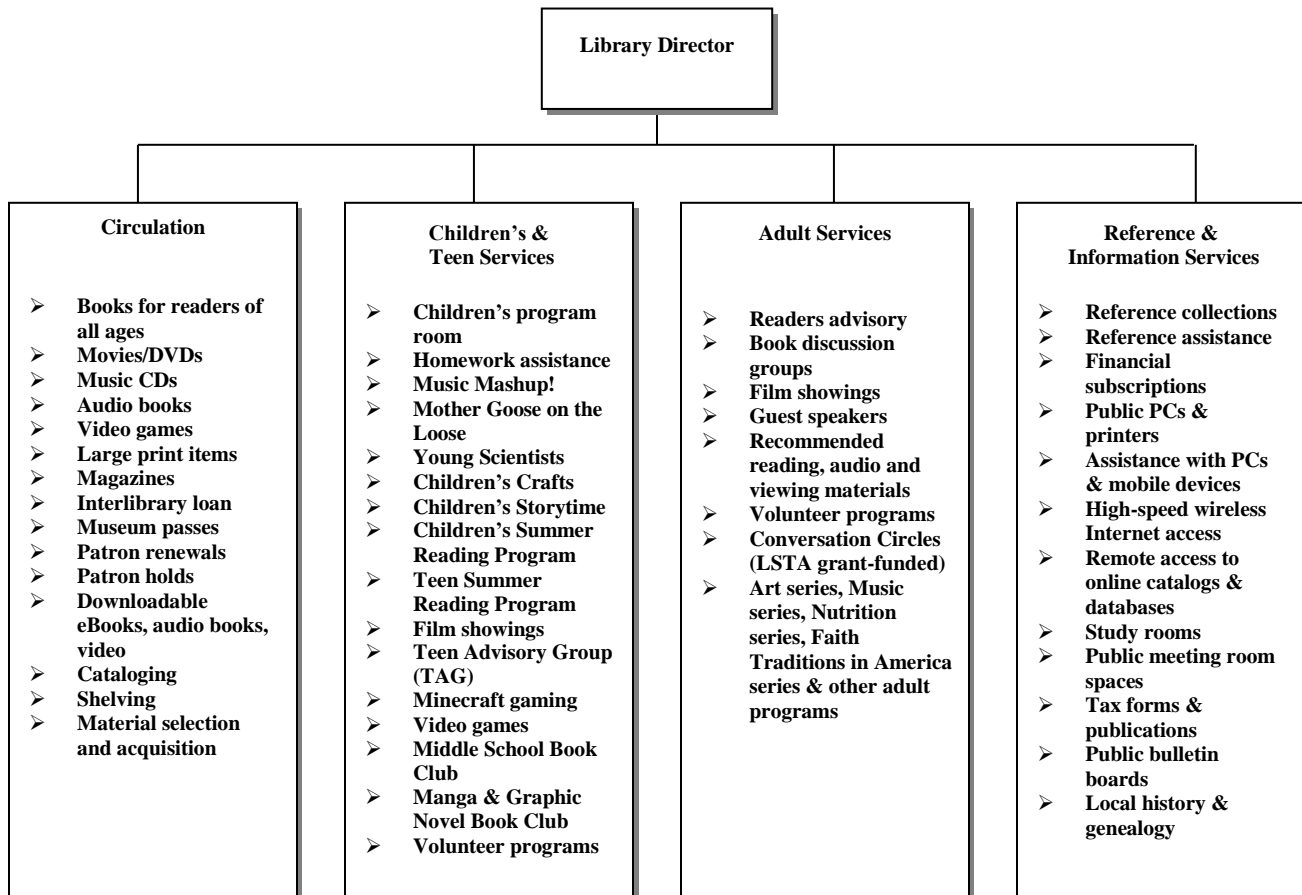 Library Director
Circulation
➢ Books for readers of
all ages
➢ Movies/DVDs
➢ Music CDs
➢ Audio books
➢ Video games
➢ Large print items
➢ Magazines
➢ Interlibrary loan
➢ Museum passes
➢ Patron renewals
➢ Patron holds
➢ Downloadable
eBooks, audio books,
video
➢ Cataloging
➢ Shelving
➢ Material selection
and acquisition
Children’s &
Teen Services
➢ Children’s program
room
➢ Homework assistance
➢ Music Mashup!
➢ Mother Goose on the
Loose
➢ Young Scientists
➢ Children’s Crafts
➢ Children’s Storytime
➢ Children’s Summer
Reading Program
➢ Teen Summer
Reading Program
➢ Film showings
➢ Teen Advisory Group
(TAG)
➢ Minecraft gaming
➢ Video games
➢ Middle School Book
Club
➢ Manga & Graphic
Novel Book Club
➢ Volunteer programs
Adult Services
➢ Readers advisory
➢ Book discussion
groups
➢ Film showings
➢ Guest speakers
➢ Recommended
reading, audio and
viewing materials
➢ Volunteer programs
➢ Conversation Circles
(LSTA grant-funded)
➢ Art series, Music
series, Nutrition
series, Faith
Traditions in America
series & other adult
programs
Reference &
Information Services
➢ Reference collections
➢ Reference assistance
➢ Financial
subscriptions
➢ Public PCs &
printers
➢ Assistance with PCs
& mobile devices
➢ High-speed wireless
Internet access
➢ Remote access to
online catalogs &
databases
➢ Study rooms
➢ Public meeting room
spaces
➢ Tax forms &
publications
➢ Public bulletin
boards
➢ Local history &
genealogy